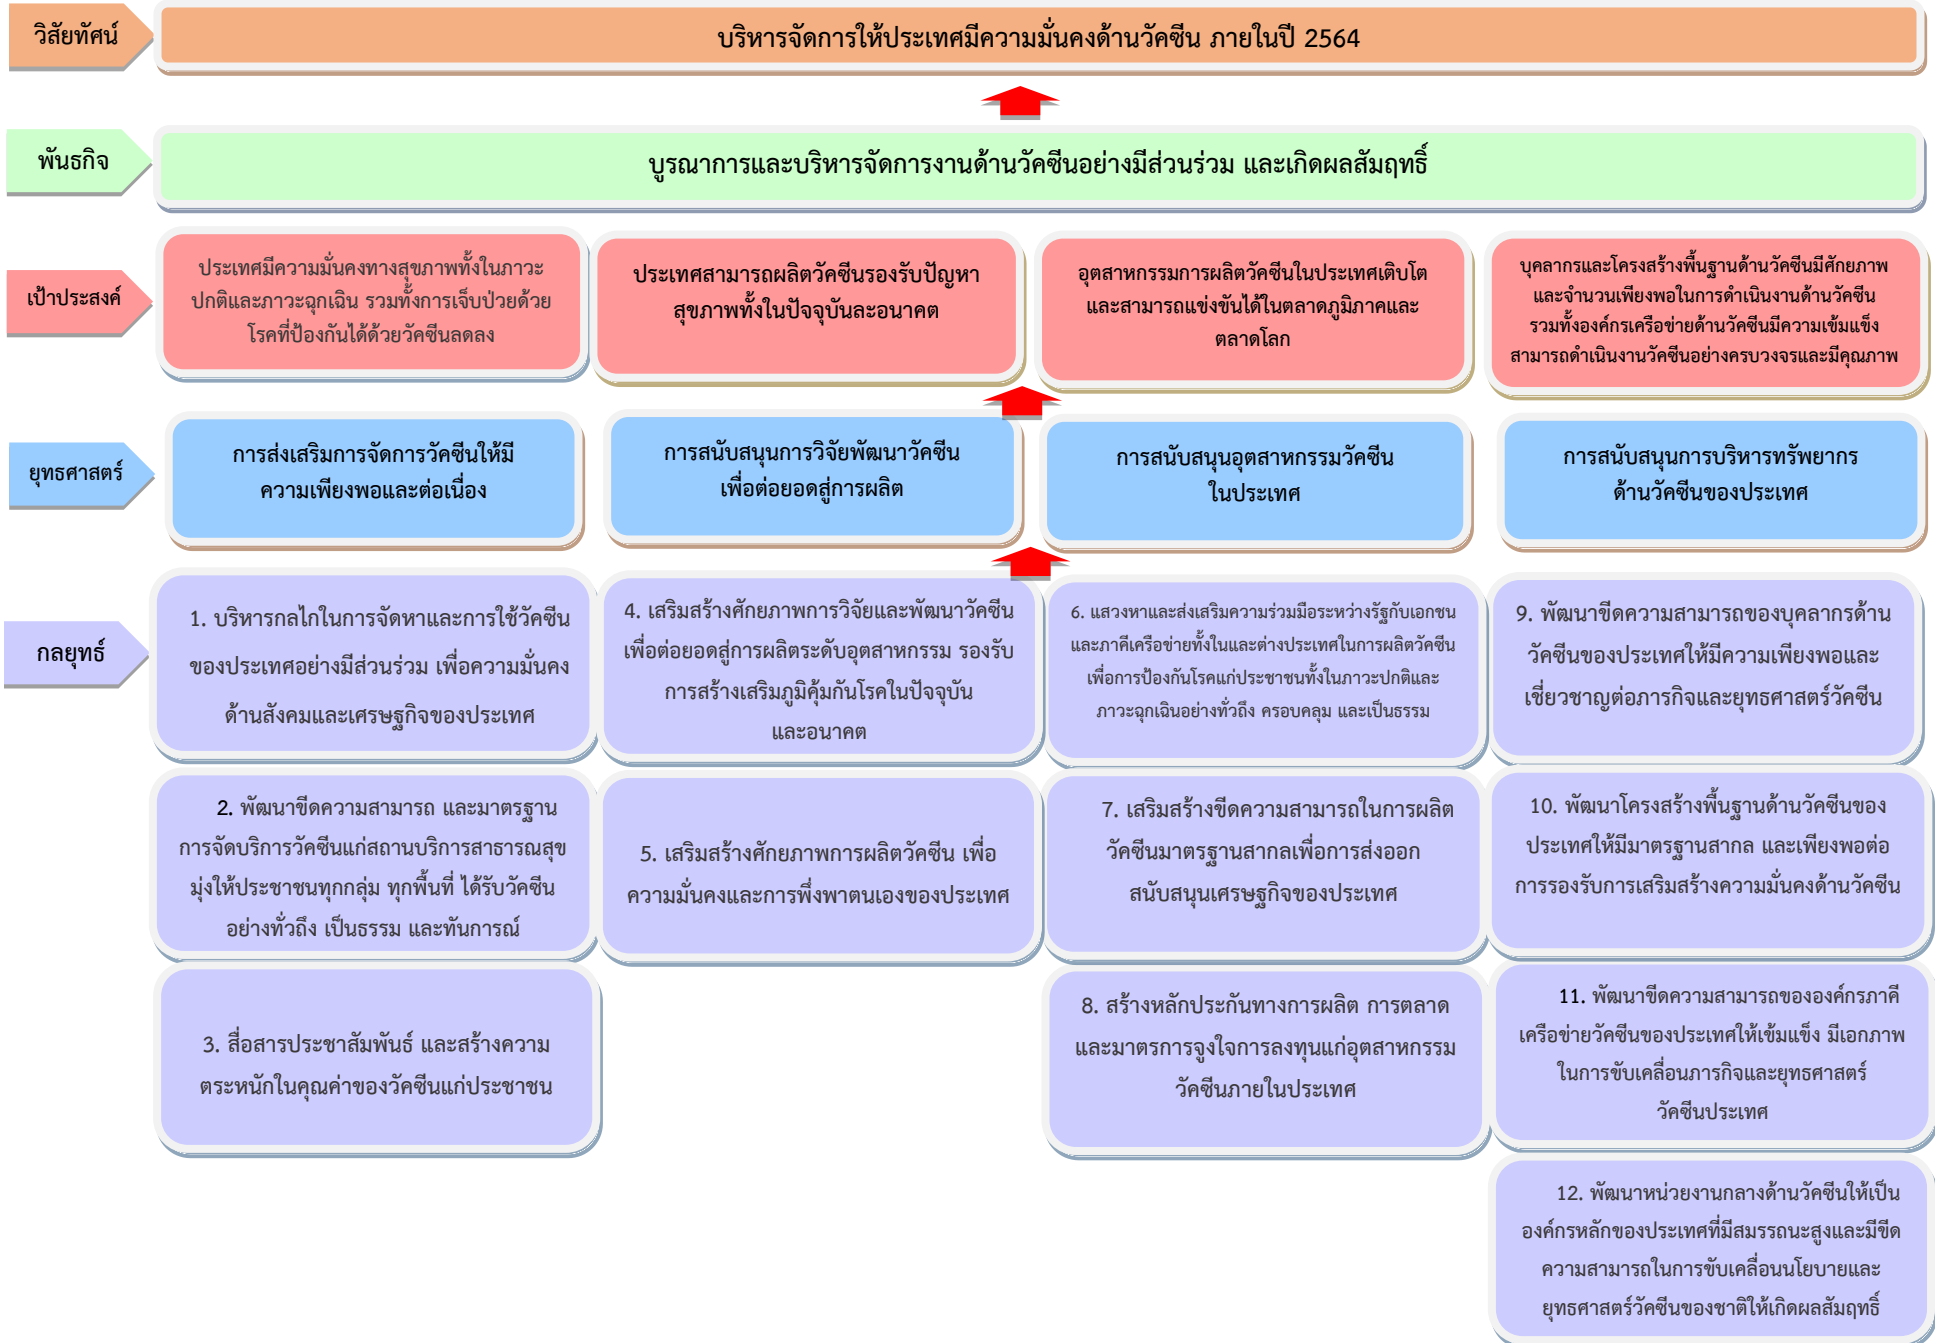 วิสัยทัศน์
บริหารจัดการให้ประเทศมีความมั่นคงด้านวัคซีน ภายในปี 2564
พันธกิจ
บูรณาการและบริหารจัดการงานด้านวัคซีนอย่างมีส่วนร่วม และเกิดผลสัมฤทธิ์
เป้าประสงค์
ประเทศมีความมั่นคงทางสุขภาพทั้งในภาวะ
ปกติและภาวะฉุกเฉิน รวมทั้งการเจ็บป่วยด้วย
โรคที่ป้องกันได้ด้วยวัคซีนลดลง
ประเทศสามารถผลิตวัคซีนรองรับปัญหา
สุขภาพทั้งในปัจจุบันละอนาคต
อุตสาหกรรมการผลิตวัคซีนในประเทศเติบโต
และสามารถแข่งขันได้ในตลาดภูมิภาคและ
ตลาดโลก
บุคลากรและโครงสร้างพื้นฐานด้านวัคซีนมีศักยภาพ
และจำนวนเพียงพอในการดำเนินงานด้านวัคซีน
รวมทั้งองค์กรเครือข่ายด้านวัคซีนมีความเข้มแข็ง
สามารถดำเนินงานวัคซีนอย่างครบวงจรและมีคุณภาพ
ยุทธศาสตร์
การส่งเสริมการจัดการวัคซีนให้มี
ความเพียงพอและต่อเนื่อง
การสนับสนุนการวิจัยพัฒนาวัคซีน
เพื่อต่อยอดสู่การผลิต
การสนับสนุนอุตสาหกรรมวัคซีน
ในประเทศ
การสนับสนุนการบริหารทรัพยากร
ด้านวัคซีนของประเทศ
กลยุทธ์
1. บริหารกลไกในการจัดหาและการใช้วัคซีน
ของประเทศอย่างมีส่วนร่วม เพื่อความมั่นคง
ด้านสังคมและเศรษฐกิจของประเทศ
2. พัฒนาขีดความสามารถ และมาตรฐาน
การจัดบริการวัคซีนแก่สถานบริการสาธารณสุข
มุ่งให้ประชาชนทุกกลุ่ม ทุกพื้นที่ ได้รับวัคซีน
อย่างทั่วถึง เป็นธรรม และทันการณ์
3. สื่อสารประชาสัมพันธ์ และสร้างความ
ตระหนักในคุณค่าของวัคซีนแก่ประชาชน
4. เสริมสร้างศักยภาพการวิจัยและพัฒนาวัคซีน
เพื่อต่อยอดสู่การผลิตระดับอุตสาหกรรม รองรับ
การสร้างเสริมภูมิคุ้มกันโรคในปัจจุบัน
และอนาคต
5. เสริมสร้างศักยภาพการผลิตวัคซีน เพื่อ
ความมั่นคงและการพึ่งพาตนเองของประเทศ
6. แสวงหาและส่งเสริมความร่วมมือระหว่างรัฐกับเอกชน
และภาคีเครือข่ายทั้งในและต่างประเทศในการผลิตวัคซีน
เพื่อการป้องกันโรคแก่ประชาชนทั้งในภาวะปกติและ
ภาวะฉุกเฉินอย่างทั่วถึง ครอบคลุม และเป็นธรรม
7. เสริมสร้างขีดความสามารถในการผลิต
วัคซีนมาตรฐานสากลเพื่อการส่งออก
สนับสนุนเศรษฐกิจของประเทศ
8. สร้างหลักประกันทางการผลิต การตลาด
และมาตรการจูงใจการลงทุนแก่อุตสาหกรรม
วัคซีนภายในประเทศ
9. พัฒนาขีดความสามารถของบุคลากรด้าน
วัคซีนของประเทศให้มีความเพียงพอและ
เชี่ยวชาญต่อภารกิจและยุทธศาสตร์วัคซีน
10. พัฒนาโครงสร้างพื้นฐานด้านวัคซีนของ
ประเทศให้มีมาตรฐานสากล และเพียงพอต่อ
การรองรับการเสริมสร้างความมั่นคงด้านวัคซีน
11. พัฒนาขีดความสามารถขององค์กรภาคี
เครือข่ายวัคซีนของประเทศให้เข้มแข็ง มีเอกภาพ
ในการขับเคลื่อนภารกิจและยุทธศาสตร์
วัคซีนประเทศ
12. พัฒนาหน่วยงานกลางด้านวัคซีนให้เป็น
องค์กรหลักของประเทศที่มีสมรรถนะสูงและมีขีด
ความสามารถในการขับเคลื่อนนโยบายและ
ยุทธศาสตร์วัคซีนของชาติให้เกิดผลสัมฤทธิ์